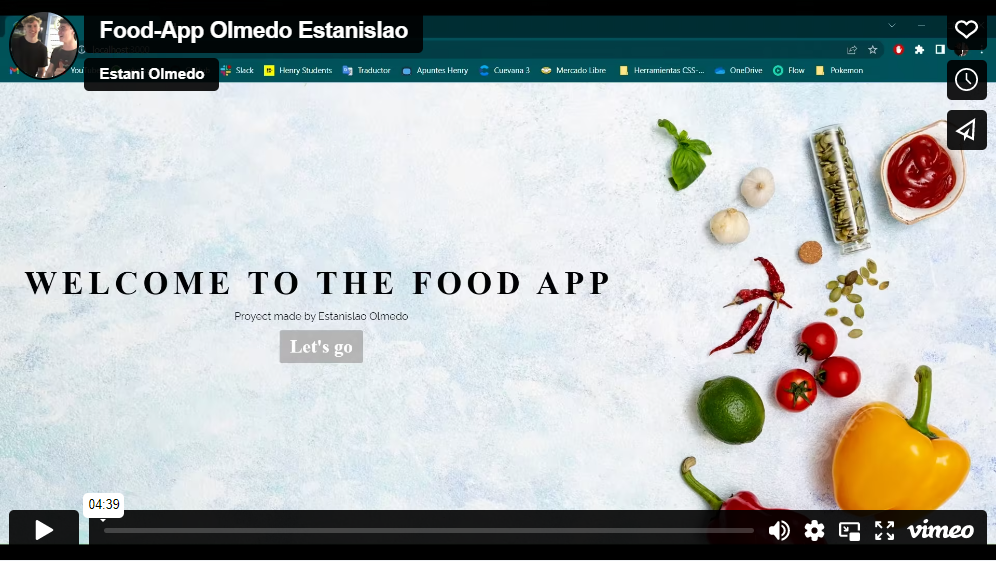 Food-App Olmedo Estanislao
localhost:3000
Estani Olmedo
Slack
Henry Students
Traductor
Apuntes Henry
Cuevana 3
Mercado Libre
Herramientas CSS-...
OneDrive
Flow
Pokemon
WELCOME TO THE FOOD APP
Proyect made by Estanislao Olmedo
Let's go
04:39
vimeo